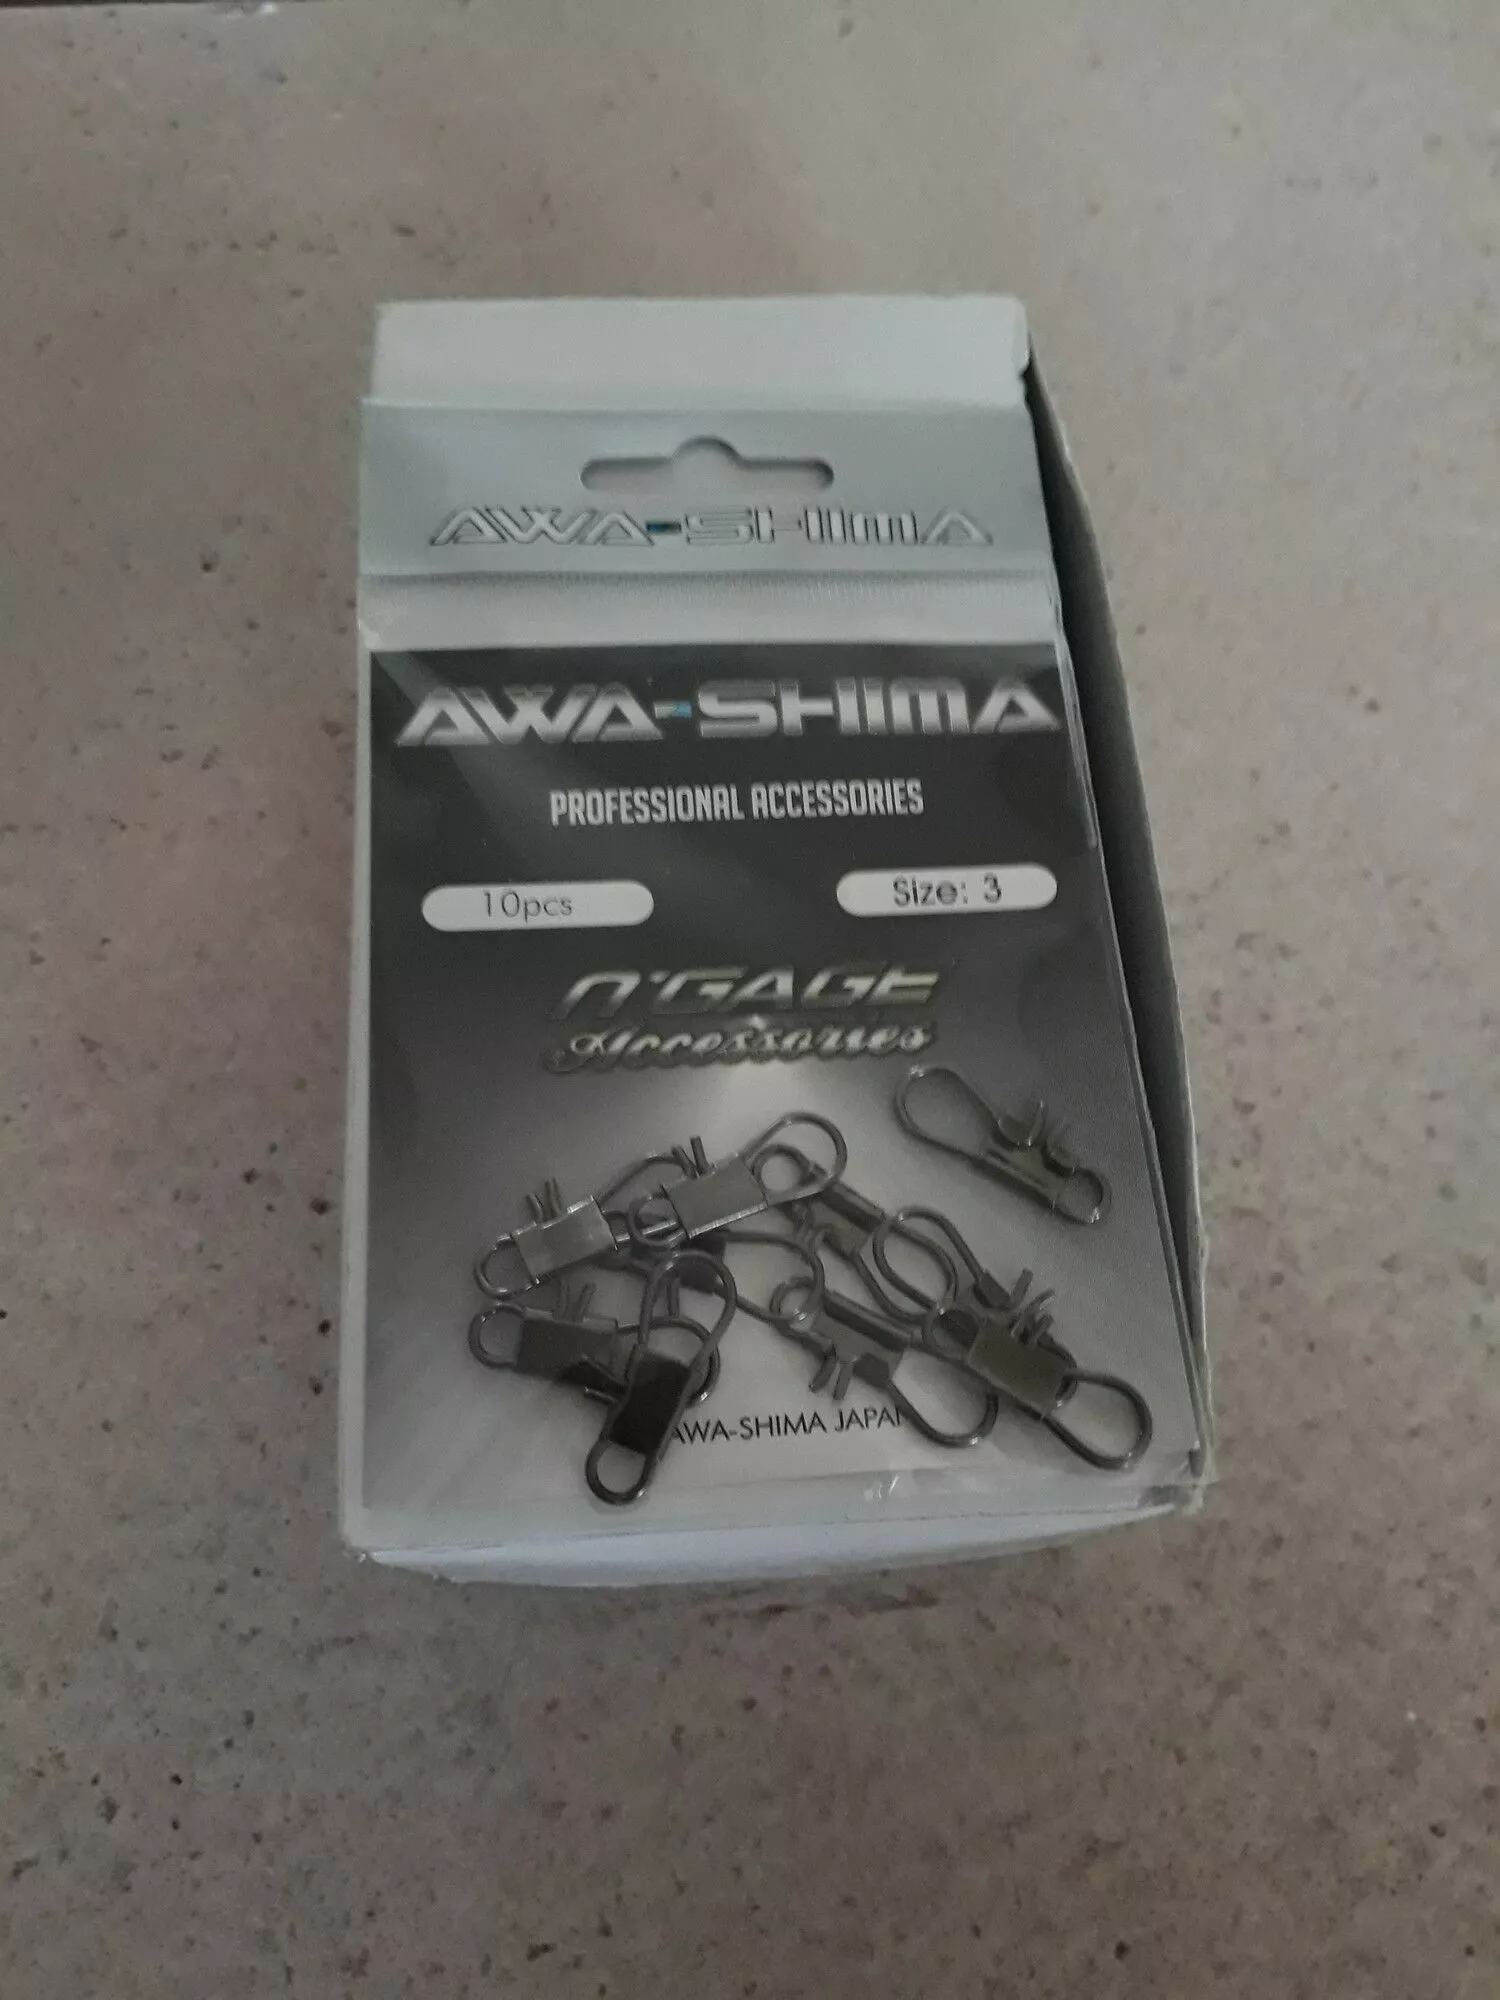 AWA-SHIMA
AWA-SHIMA
PROFESSIONAL ACCESSORIES
10pcs
Size: 3
N'GAGE
Accessories
AWA-SHIMA JAPAN